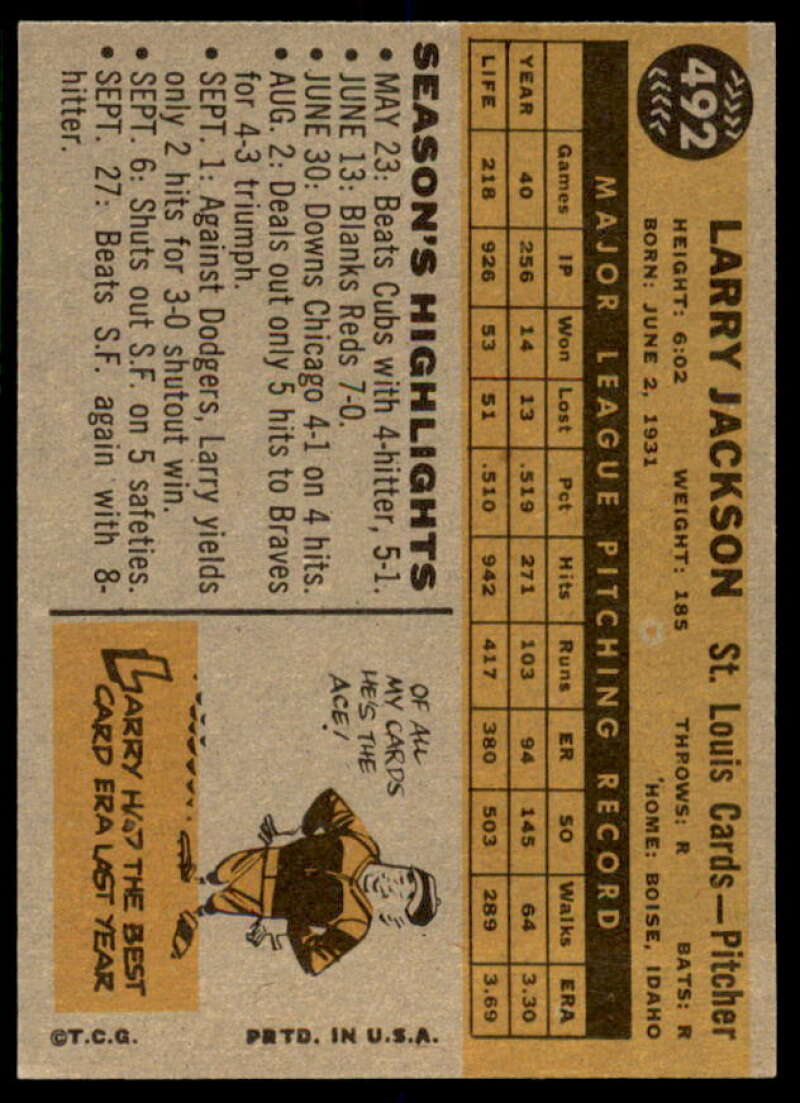 492
LARRY JACKSON St. Louis Cards—Pitcher
HEIGHT: 6:02 WEIGHT: 185 THROWS: R BATS: R
BORN: JUNE 2, 1931 HOME: BOISE, IDAHO
MAJOR LEAGUE PITCHING RECORD
Games IP Won Lost Pct Hits Runs ER SO Walks ERA
YEAR 40 256 14 13 .519 271 103 94 145 64 3.30
LIFE 218 926 53 51 .510 942 417 380 503 289 3.69
SEASON'S HIGHLIGHTS
• MAY 23: Beats Cubs with 4-hitter, 5-1.
• JUNE 13: Blanks Reds 7-0.
• JUNE 30: Downs Chicago 4-1 on 4 hits.
• AUG. 2: Deals out only 5 hits to Braves
for 4-3 triumph.
• SEPT. 1: Against Dodgers, Larry yields
only 2 hits for 3-0 shutout win.
• SEPT. 6: Shuts out S.F. on 5 safeties.
• SEPT. 27: Beats S.F. again with 8-
hitter.
OF ALL
MY CARDS
HE'S THE
ACE!
LARRY HAD THE BEST
CARD ERA LAST YEAR
©T.C.G. PRTD. IN U.S.A.